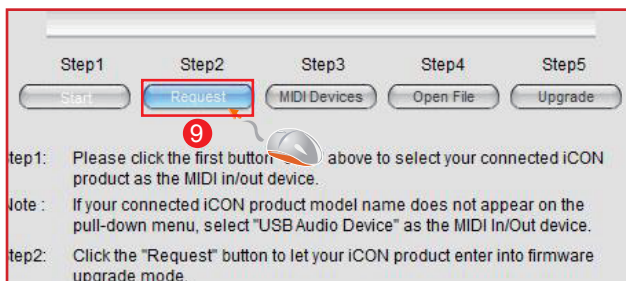 Step1 Step2 Step3 Step4 Step5
Start Request MIDI Devices Open File Upgrade
9
tep1: Please click the first button above to select your connected iCON
product as the MIDI in/out device.
Note : If your connected iCON product model name does not appear on the
pull-down menu, select "USB Audio Device" as the MIDI In/Out device.
tep2: Click the "Request" button to let your iCON product enter into firmware
upgrade mode.